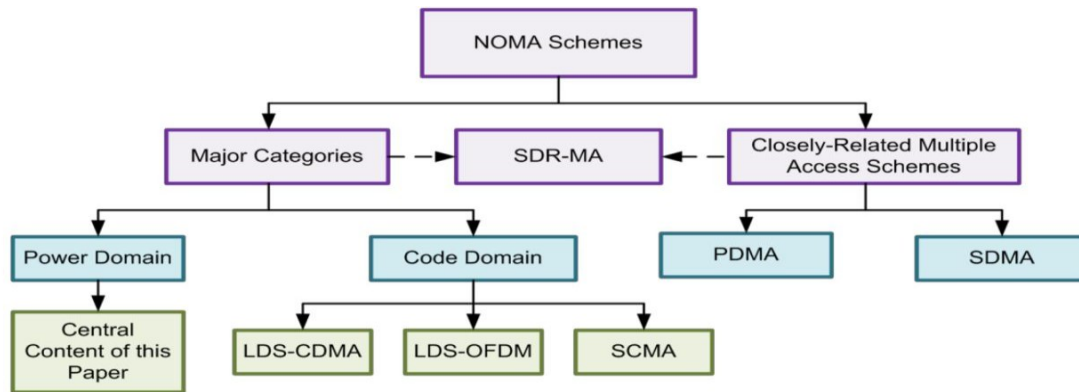 NOMA Schemes
Major Categories
SDR-MA
Closely-Related Multiple
Access Schemes
Power Domain
Code Domain
PDMA
SDMA
Central
Content of this
Paper
LDS-CDMA
LDS-OFDM
SCMA